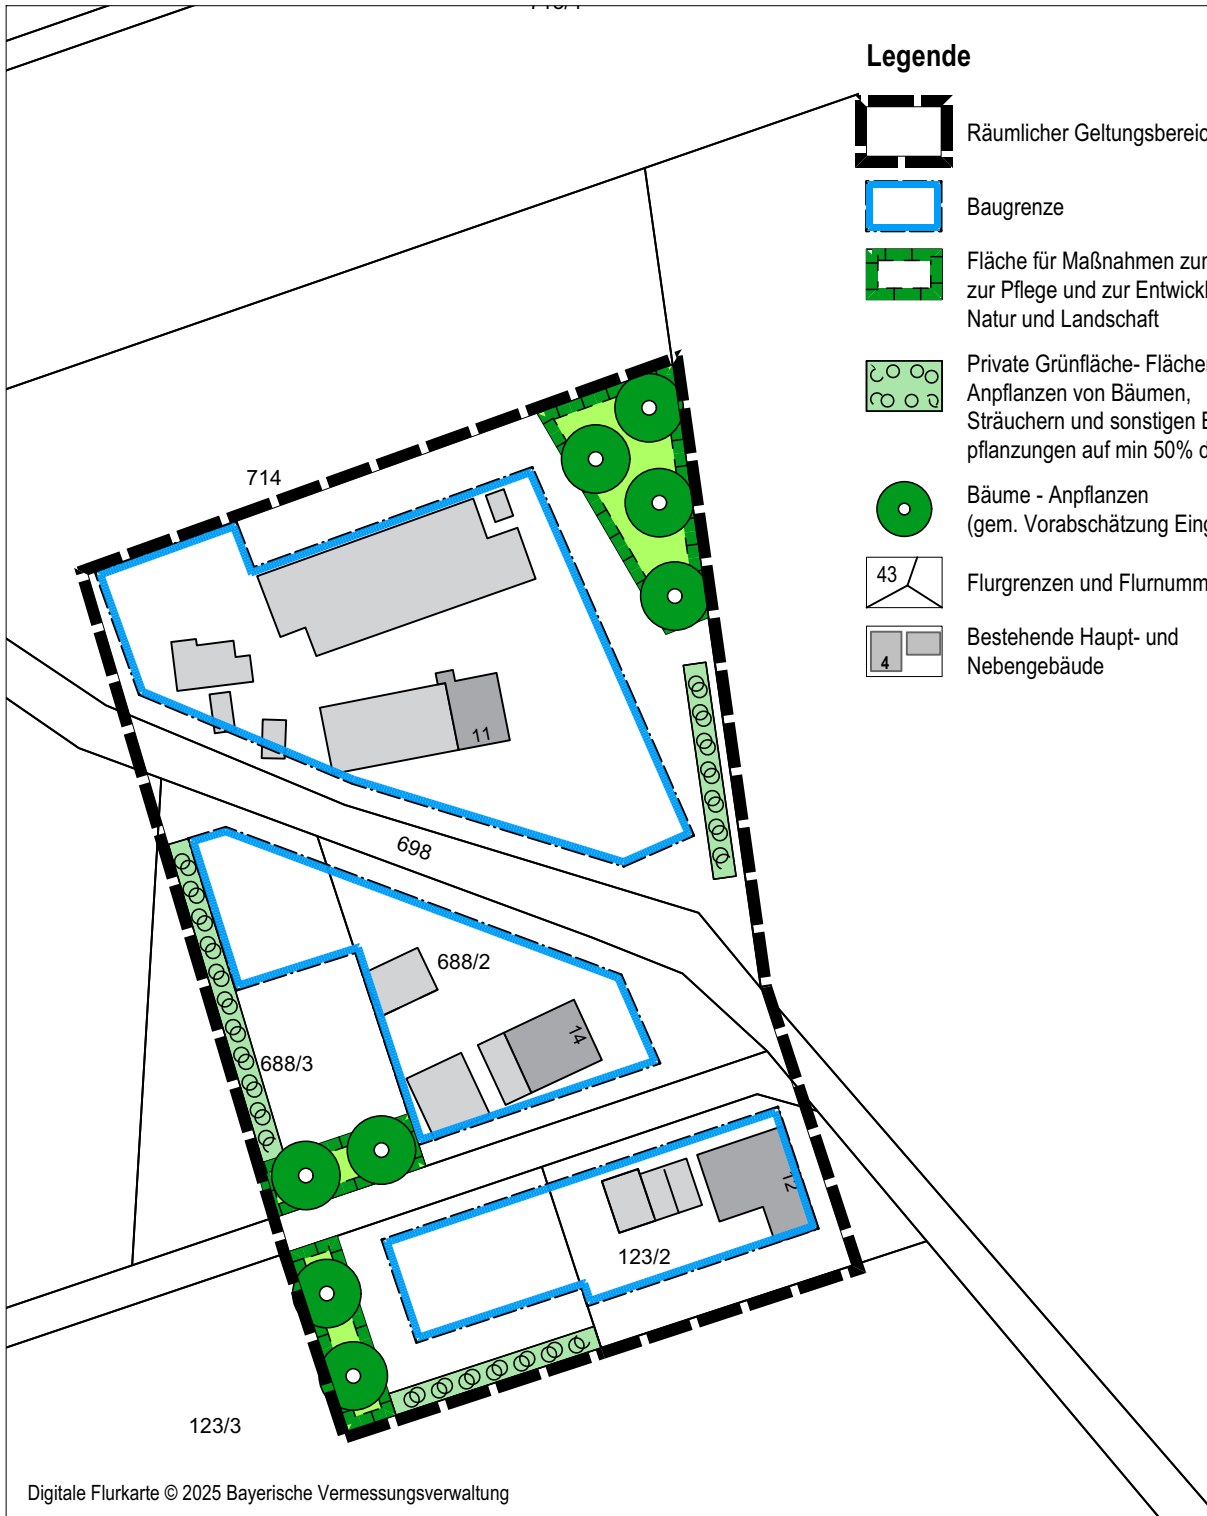 Legende
Räumlicher Geltungsbereic
Baugrenze
Fläche für Maßnahmen zur
zur Pflege und zur Entwickl
Natur und Landschaft
Private Grünfläche- Flächer
Anpflanzen von Bäumen,
Sträuchern und sonstigen B
pflanzungen auf min 50% d
Bäume - Anpflanzen
(gem. Vorabschätzung Eing
43
Flurgrenzen und Flurnumm
4
Bestehende Haupt- und
Nebengebäude
714
11
698
688/2
14
688/3
12
123/2
123/3
Digitale Flurkarte © 2025 Bayerische Vermessungsverwaltung